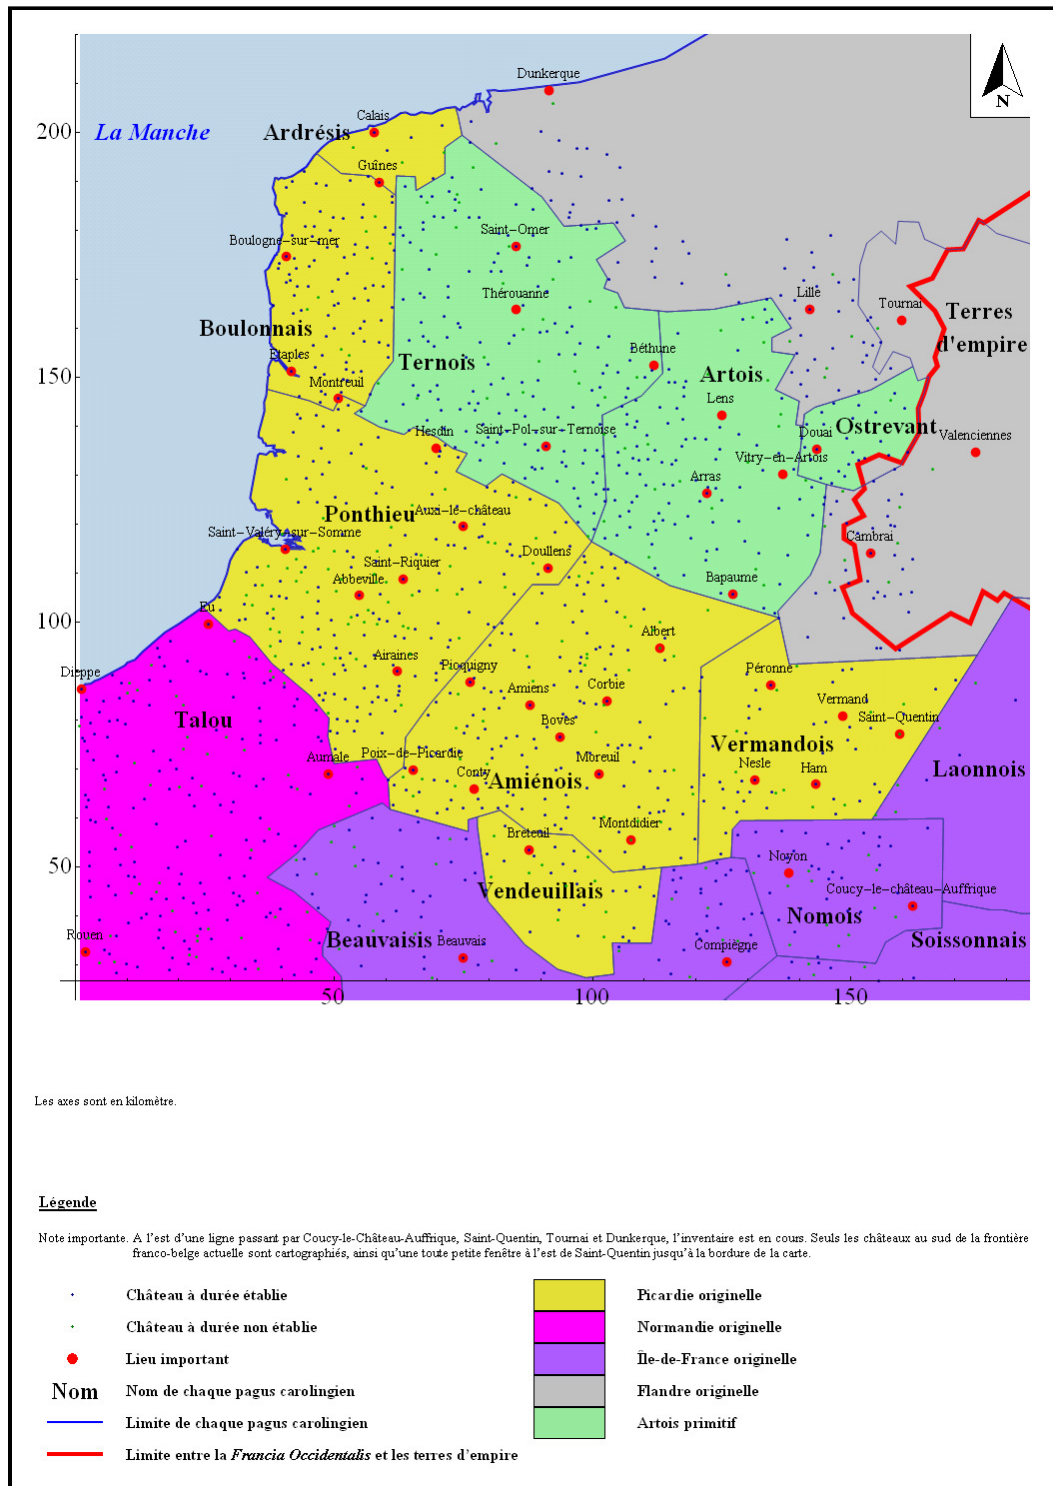 Dunkerque
N
Calais
200
La Manche
Ardrésis
Guînes
Boulogne-sur-mer
Saint-Omer
Thérouanne
Lille
Tournai
Terres
d'empire
Boulonnais
Etaples
150
Montreuil
Ternois
Béthune
Artois
Lens
Hesdin
Saint-Pol-sur-Ternoise
Douai
Ostrevant
Vitry-en-Artois
Valenciennes
Arras
Ponthieu
Auxi-le-château
Saint-Valéry-sur-Somme
Saint-Riquier
Abbeville
Doullens
Cambrai
Bapaume
100
Eu
Albert
Airaines
Picquigny
Péronne
Dieppe
Amiens
Corbie
Vermand
Saint-Quentin
Talou
Boves
Vermandois
Aumale
Poix-de-Picardie
Conty
Amiénois
Moreuil
Nesle
Ham
Laonnois
Breteuil
Montdidier
50
Noyon
Vendeuillais
Coucy-le-château-Auffrique
Nomois
Rouen
Beauvaisis
Beauvais
Compiègne
Soissonnais
50
100
150
Les axes sont en kilomètre.
Légende
Note importante. A l'est d'une ligne passant par Coucy-le-Château-Auffrique, Saint-Quentin, Tournai et Dunkerque, l'inventaire est en cours. Seuls les châteaux au sud de la frontière
franco-belge actuelle sont cartographiés, ainsi qu'une toute petite fenêtre à l'est de Saint-Quentin jusqu'à la bordure de la carte.
Château à durée établie
Château à durée non établie
Lieu important
Nom Nom de chaque pagus carolingien
Limite de chaque pagus carolingien
Limite entre la Francia Occidentalis et les terres d'empire
Picardie originelle
Normandie originelle
Île-de-France originelle
Flandre originelle
Artois primitif